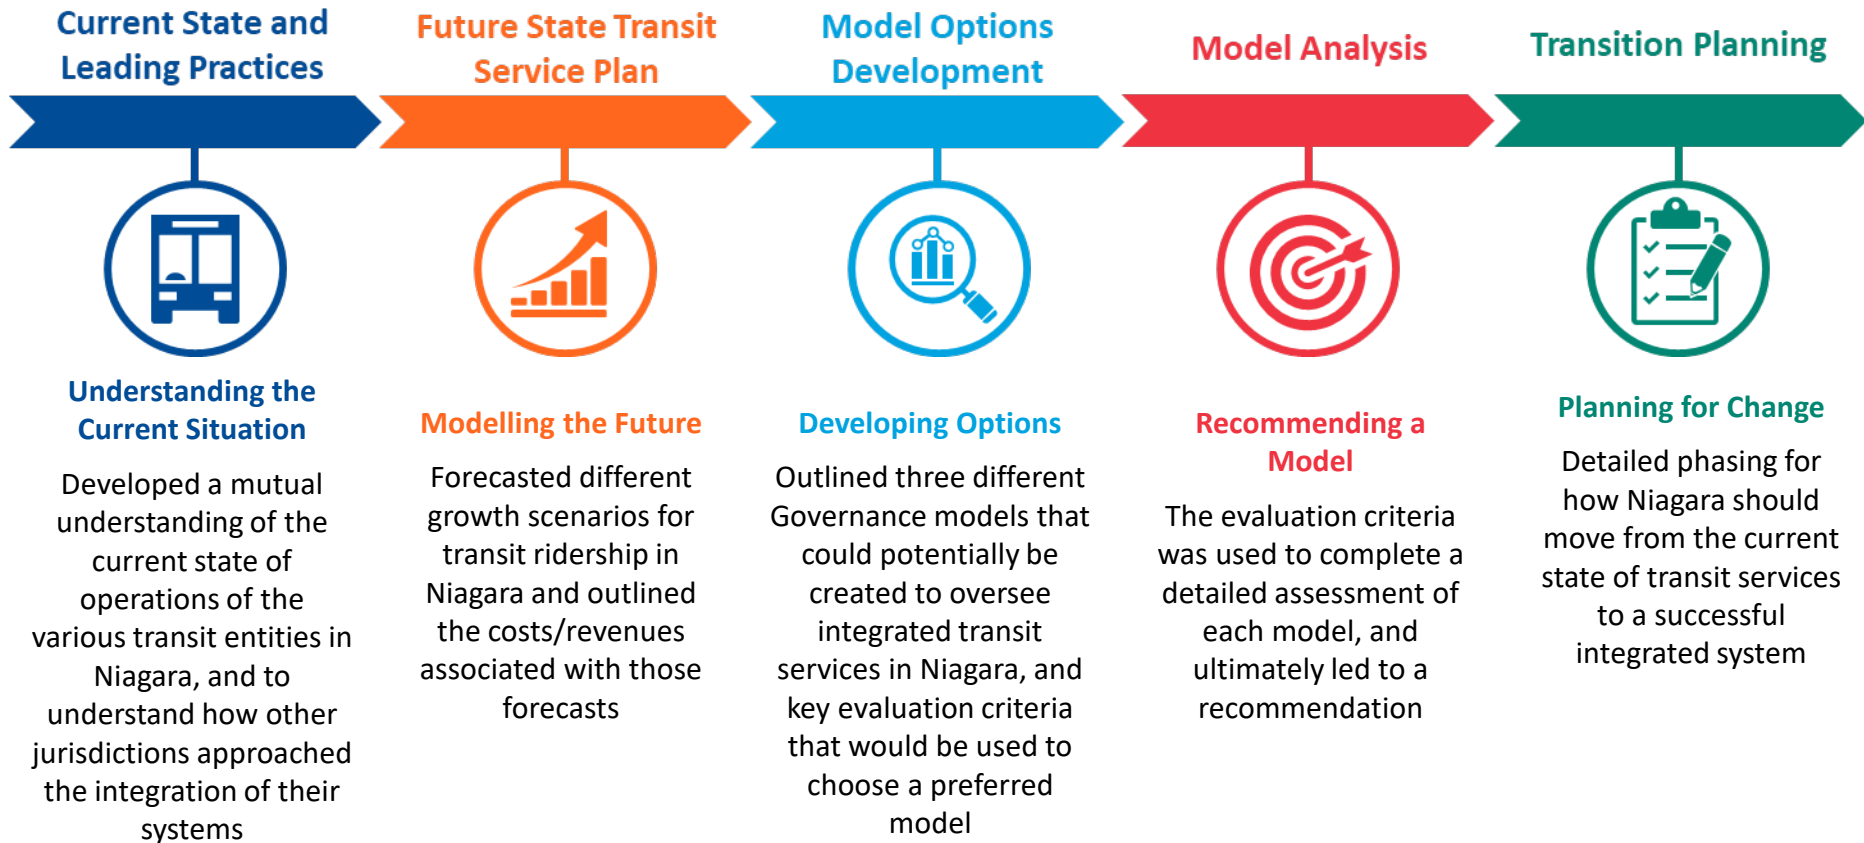 Current State and
Leading Practices
Future State Transit
Service Plan
Model Options
Development
Model Analysis
Transition Planning
Understanding the
Current Situation
Developed a mutual
understanding of the
current state of
operations of the
various transit entities in
Niagara, and to
understand how other
jurisdictions approached
the integration of their
systems
Modelling the Future
Forecasted different
growth scenarios for
transit ridership in
Niagara and outlined
the costs/revenues
associated with those
forecasts
Developing Options
Outlined three different
Governance models that
could potentially be
created to oversee
integrated transit
services in Niagara, and
key evaluation criteria
that would be used to
choose a preferred
model
Recommending a
Model
The evaluation criteria
was used to complete a
detailed assessment of
each model, and
ultimately led to a
recommendation
Planning for Change
Detailed phasing for
how Niagara should
move from the current
state of transit services
to a successful
integrated system